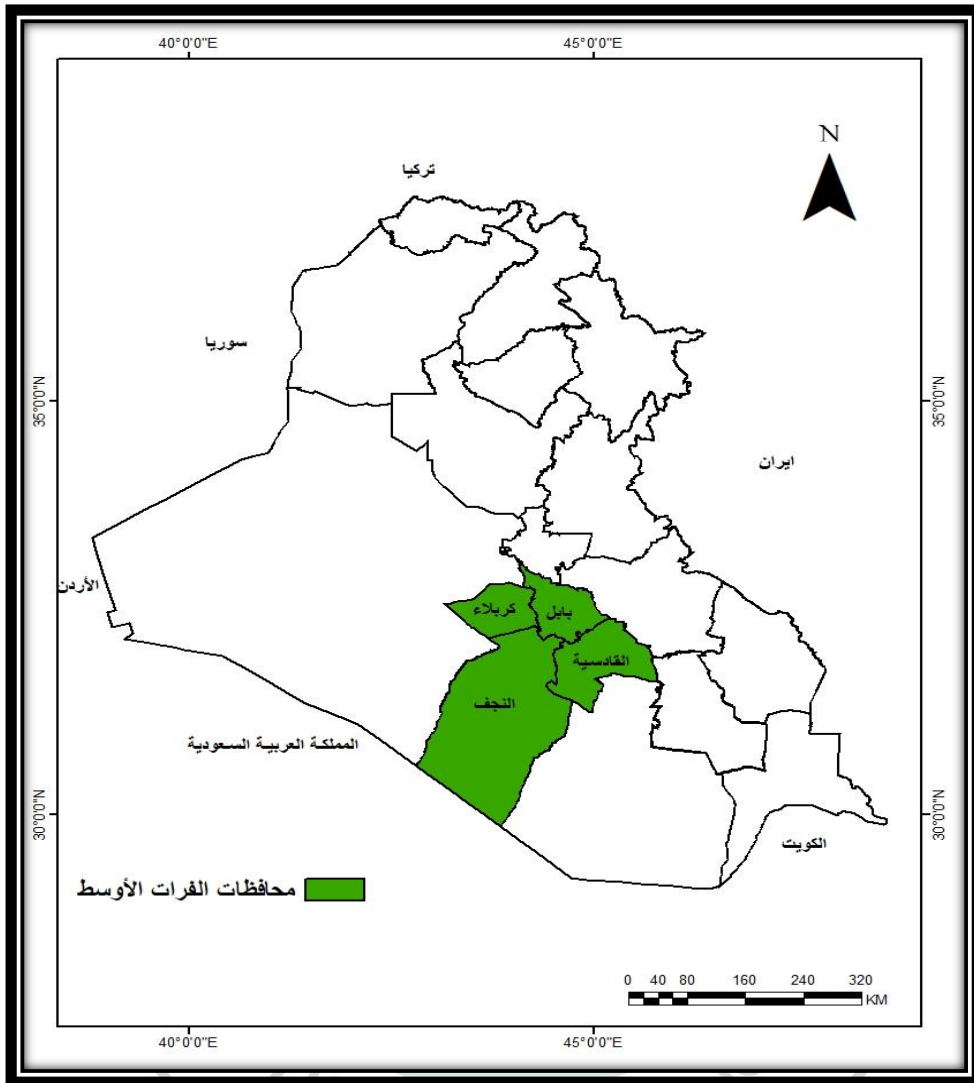 40°0'0"E
45°0'0"E
N
تركيا
سوريا
35°0'0"N
35°0'0"N
ايران
الأردن
كربلاء
بابل
القادسية
النجف
المملكة العربية السعودية
30°0'0"N
30°0'0"N
الكويت
محافظات الفرات الأوسط
0 40 80 160 240 320
KM
40°0'0"E
45°0'0"E